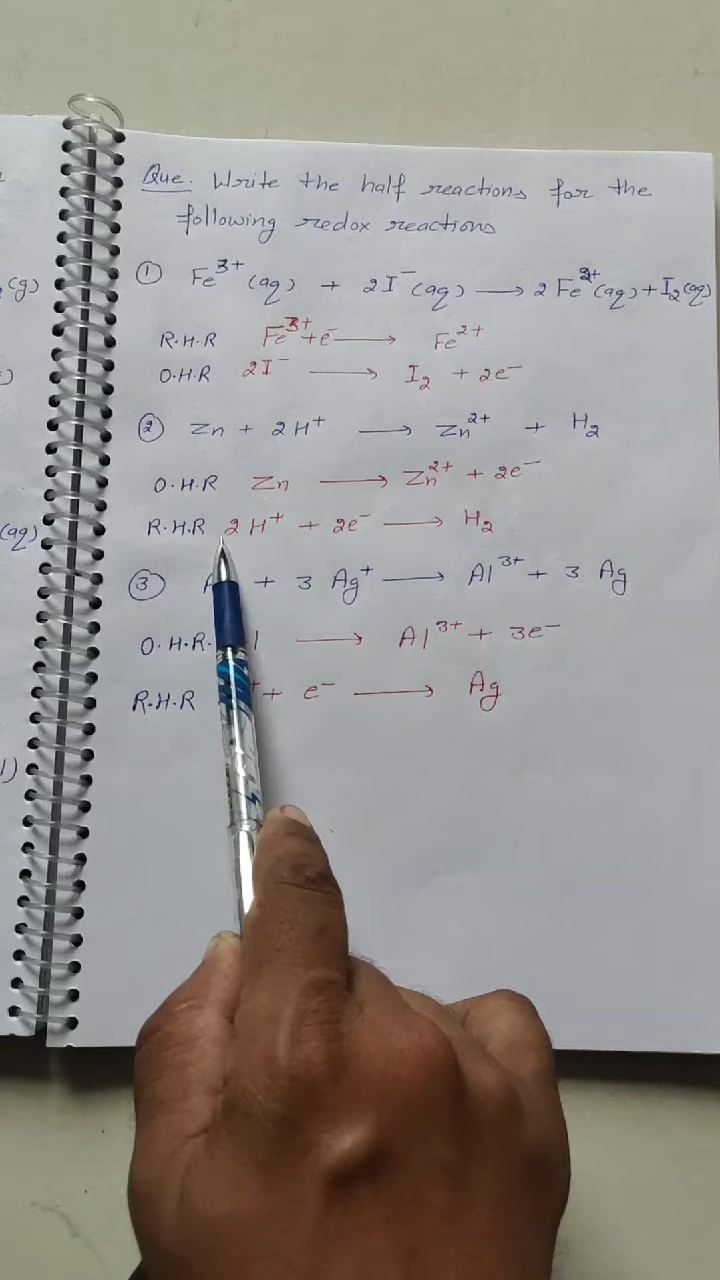 Que. Write the half reactions for the
following redox reactions
① Fe³⁺(aq) + 2I⁻(aq) → 2Fe²⁺(aq) + I₂(aq)
R.H.R Fe³⁺ + e⁻ → Fe²⁺
O.H.R 2I⁻ → I₂ + 2e⁻
② Zn + 2H⁺ → Zn²⁺ + H₂
O.H.R Zn → Zn²⁺ + 2e⁻
R.H.R 2H⁺ + 2e⁻ → H₂
③ + 3 Ag⁺ → Al³⁺ + 3 Ag
O.H.R. → Al³⁺ + 3e⁻
R.H.R + e⁻ → Ag
(g)
(aq)